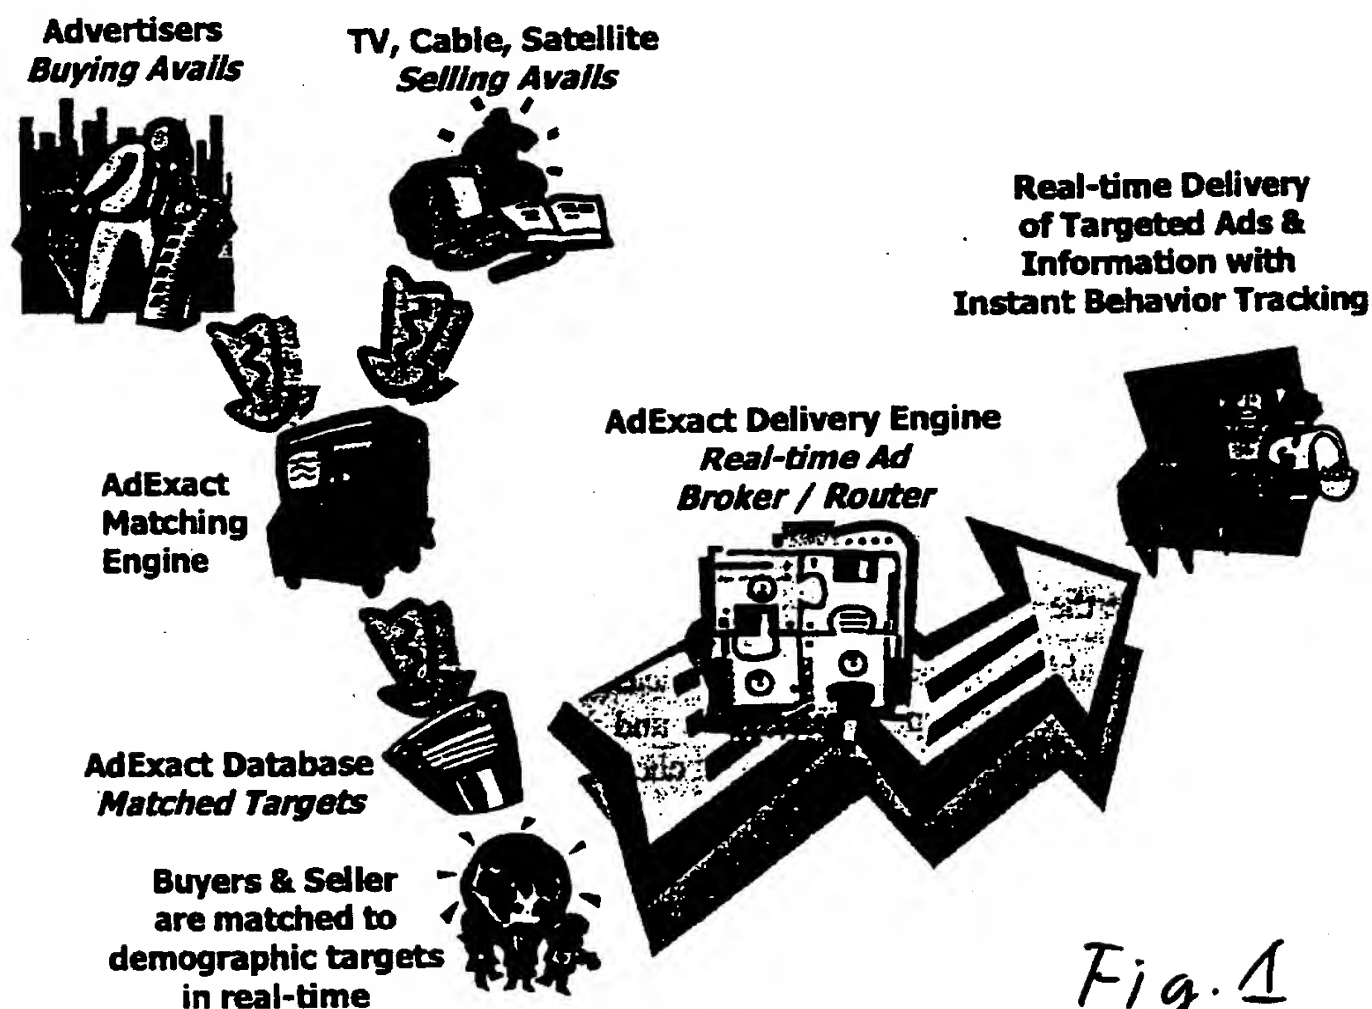 Advertisers
Buying Avails
TV, Cable, Satellite
Selling Avails
Real-time Delivery
of Targeted Ads &
Information with
Instant Behavior Tracking
AdExact Delivery Engine
Real-time Ad
Broker / Router
AdExact
Matching
Engine
AdExact Database
Matched Targets
Buyers & Seller
are matched to
demographic targets
in real-time
Fig. 1